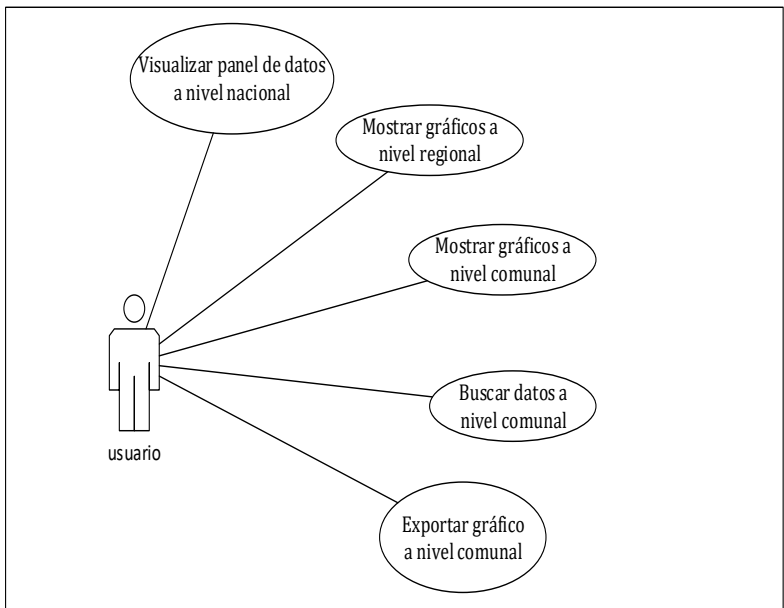 Visualizar panel de datos
a nivel nacional
Mostrar gráficos a
nivel regional
Mostrar gráficos a
nivel comunal
Buscar datos a
nivel comunal
usuario
Exportar gráfico
a nivel comunal